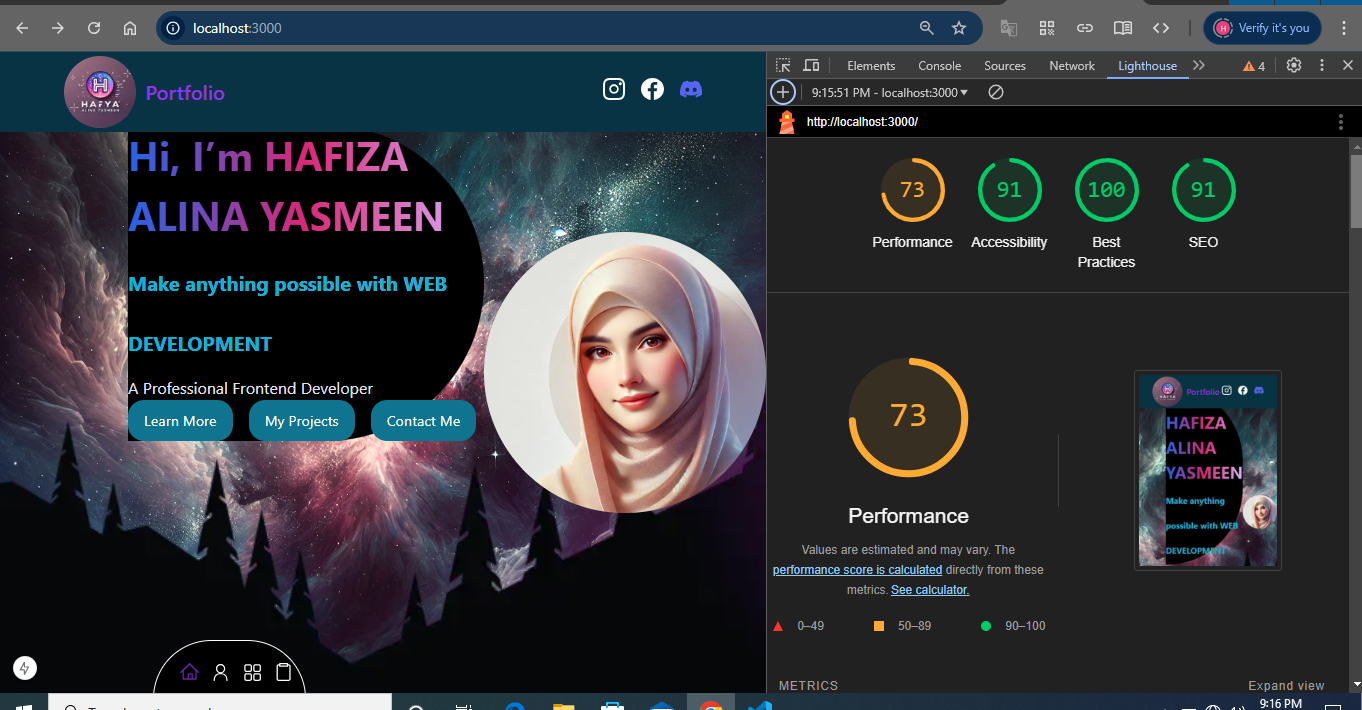 localhost:3000
Verify it's you
HAFYA
Portfolio
Hi, I'm HAFIZA
ALINA YASMEEN
Make anything possible with WEB
DEVELOPMENT
A Professional Frontend Developer
Learn More
My Projects
Contact Me
Elements
Console
Sources
Network
Lighthouse
4
9:15:51 PM - localhost:3000
http://localhost:3000/
73
91
100
91
Performance
Accessibility
Best
Practices
SEO
73
Performance
Values are estimated and may vary. The
performance score is calculated directly from these
metrics. See calculator.
0–49
50–89
90–100
Portfolio
HAFIZA
ALINA
YASMEEN
Make anything
possible with WEB
DEVELOPMENT
METRICS
Expand view
9:16 PM